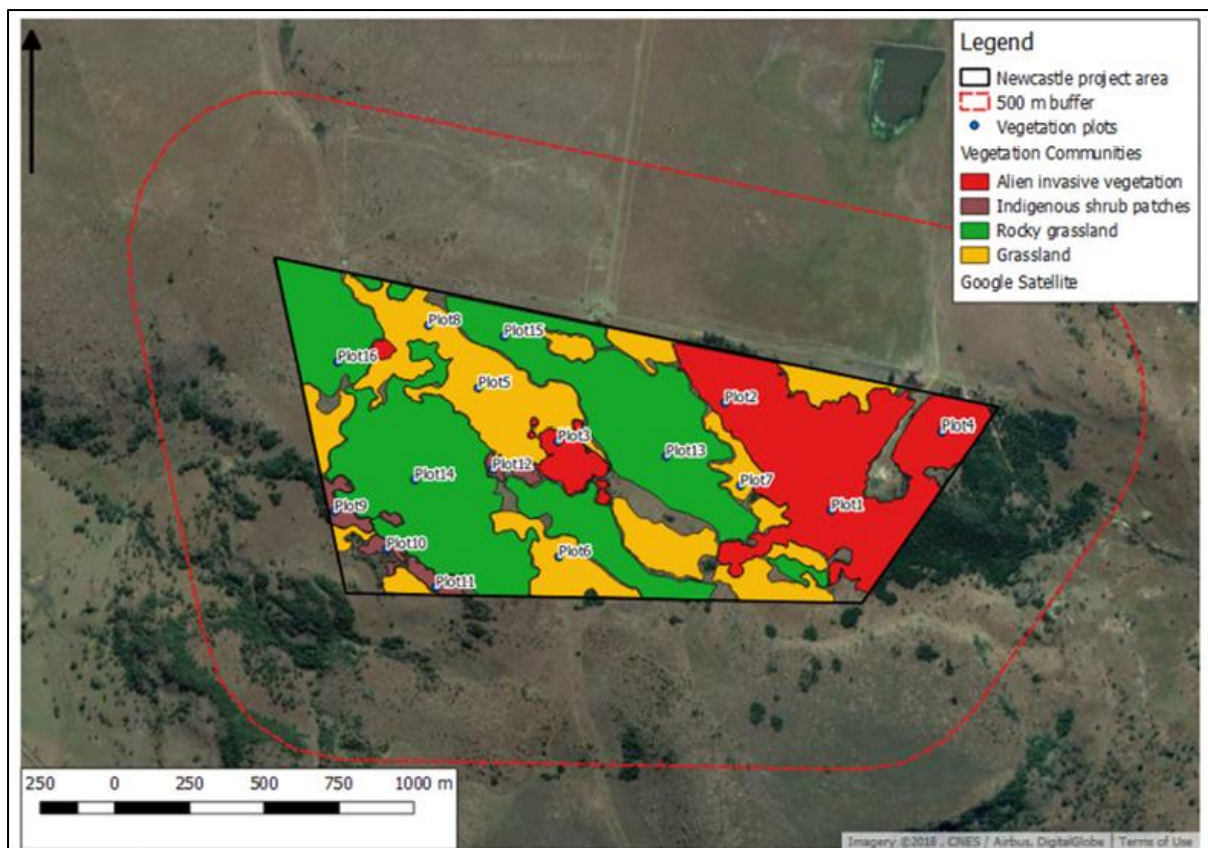 Legend
Newcastle project area
500 m buffer
Vegetation plots
Vegetation Communities
Alien invasive vegetation
Indigenous shrub patches
Rocky grassland
Grassland
Google Satellite
Plot8
Plot15
Plot16
Plot5
Plot2
Plot3
Plot4
Plot12
Plot13
Plot14
Plot7
Plot9
Plot1
Plot10
Plot6
Plot11
250 0 250 500 750 1000 m
Imagery ©2018 , CNES / Airbus, DigitalGlobe Terms of Use